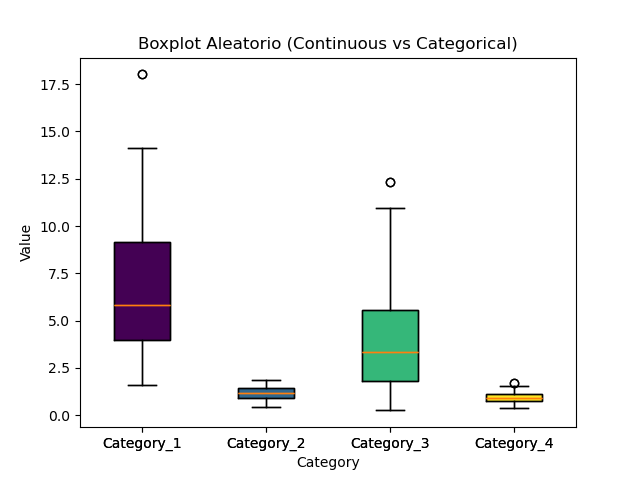 Boxplot Aleatorio (Continuous vs Categorical)
17.5
15.0
12.5
10.0
7.5
5.0
2.5
0.0
Value
Category_1
Category_2
Category_3
Category_4
Category